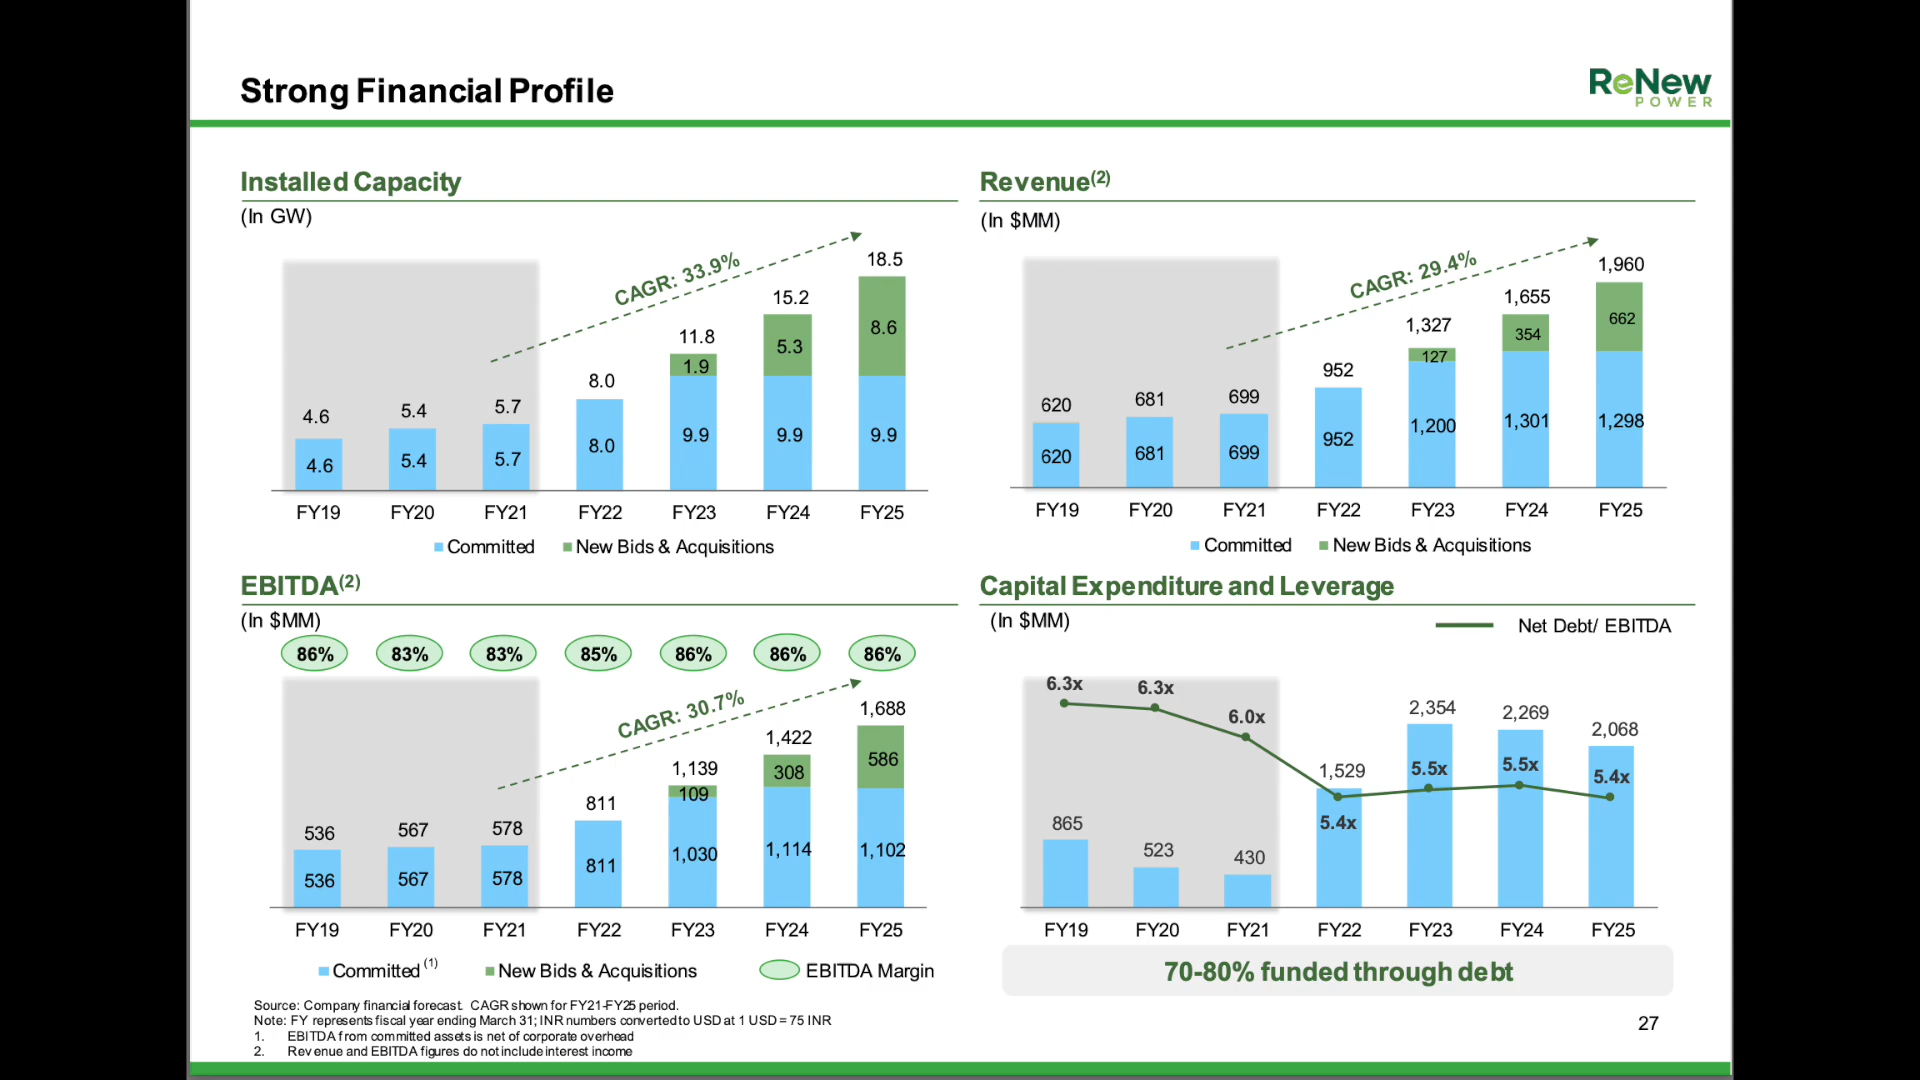 Strong Financial Profile
ReNew
POWER
Installed Capacity
(In GW)
CAGR: 33.9%
4.6
5.4
5.7
8.0
11.8
15.2
18.5
1.9
5.3
8.6
4.6
5.4
5.7
8.0
9.9
9.9
9.9
FY19 FY20 FY21 FY22 FY23 FY24 FY25
Committed New Bids & Acquisitions
Revenue(2)
(In $MM)
CAGR: 29.4%
620
681
699
952
1,327
1,655
1,960
127
354
662
620
681
699
952
1,200
1,301
1,298
FY19 FY20 FY21 FY22 FY23 FY24 FY25
Committed New Bids & Acquisitions
EBITDA(2)
(In $MM)
86% 83% 83% 85% 86% 86% 86%
CAGR: 30.7%
536
567
578
811
1,139
1,422
1,688
109
308
586
536
567
578
811
1,030
1,114
1,102
FY19 FY20 FY21 FY22 FY23 FY24 FY25
Committed (1) New Bids & Acquisitions EBITDA Margin
Capital Expenditure and Leverage
(In $MM)
Net Debt/ EBITDA
6.3x
6.3x
6.0x
5.4x
5.5x
5.5x
5.4x
865
523
430
1,529
2,354
2,269
2,068
FY19 FY20 FY21 FY22 FY23 FY24 FY25
70-80% funded through debt
Source: Company financial forecast. CAGR shown for FY21-FY25 period.
Note: FY represents fiscal year ending March 31; INR numbers converted to USD at 1 USD = 75 INR
1. EBITDA from committed assets is net of corporate overhead
2. Revenue and EBITDA figures do not include interest income
27